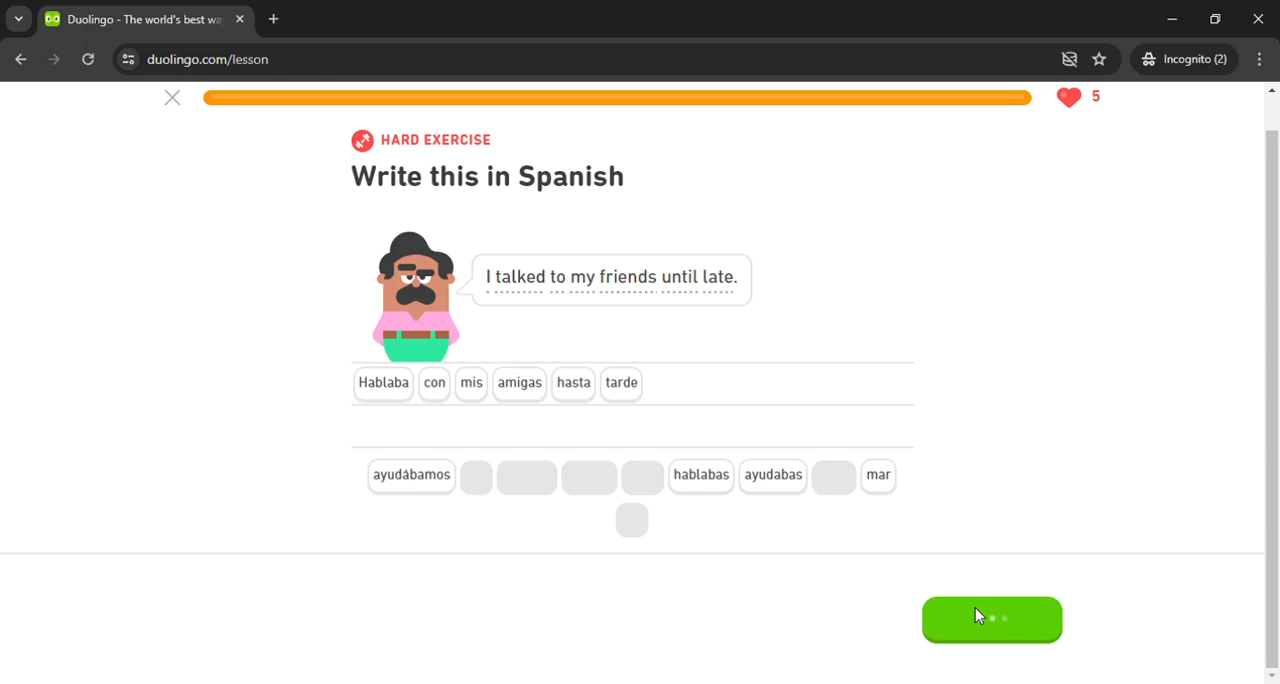 Duolingo - The world's best wa
duolingo.com/lesson
Incognito (2)
5
HARD EXERCISE
Write this in Spanish
I talked to my friends until late.
Hablaba con mis amigas hasta tarde
ayudábamos hablabas ayudabas mar